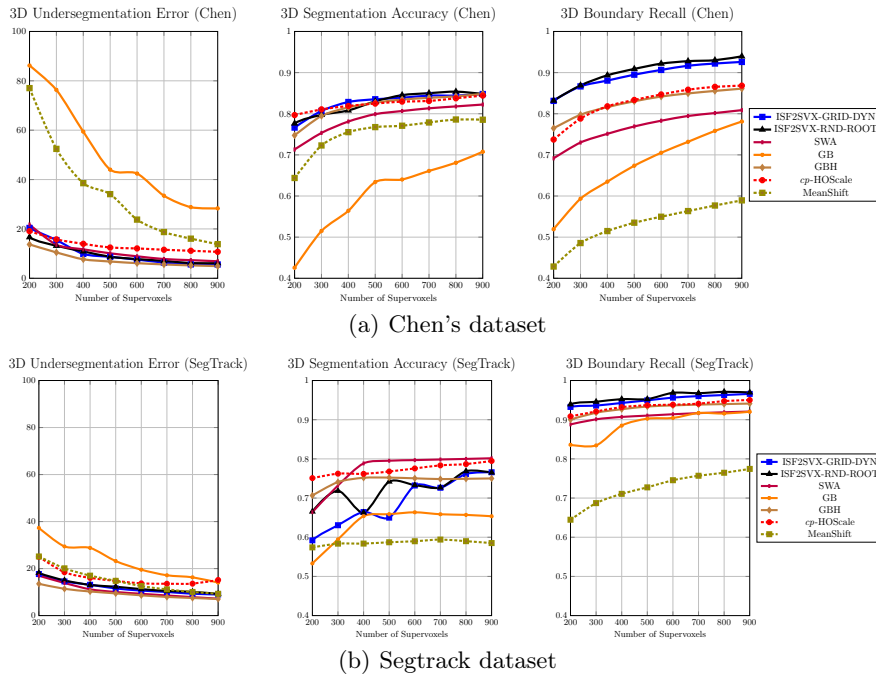 3D Undersegmentation Error (Chen)
3D Segmentation Accuracy (Chen)
3D Boundary Recall (Chen)
100
80
60
40
20
0
200 300 400 500 600 700 800 900
Number of Supervoxels
1
0.9
0.8
0.7
0.6
0.5
0.4
200 300 400 500 600 700 800 900
Number of Supervoxels
1
0.9
0.8
0.7
0.6
0.5
0.4
200 300 400 500 600 700 800 900
Number of Supervoxels
ISF2SVX-GRID-DYN
ISF2SVX-RND-ROOT
SWA
GB
GBH
cp-HOScale
MeanShift
(a) Chen's dataset
3D Undersegmentation Error (SegTrack)
3D Segmentation Accuracy (SegTrack)
3D Boundary Recall (SegTrack)
100
80
60
40
20
0
200 300 400 500 600 700 800 900
Number of Supervoxels
1
0.9
0.8
0.7
0.6
0.5
0.4
200 300 400 500 600 700 800 900
Number of Supervoxels
1
0.9
0.8
0.7
0.6
0.5
0.4
200 300 400 500 600 700 800 900
Number of Supervoxels
ISF2SVX-GRID-DYN
ISF2SVX-RND-ROOT
SWA
GB
GBH
cp-HOScale
MeanShift
(b) Segtrack dataset